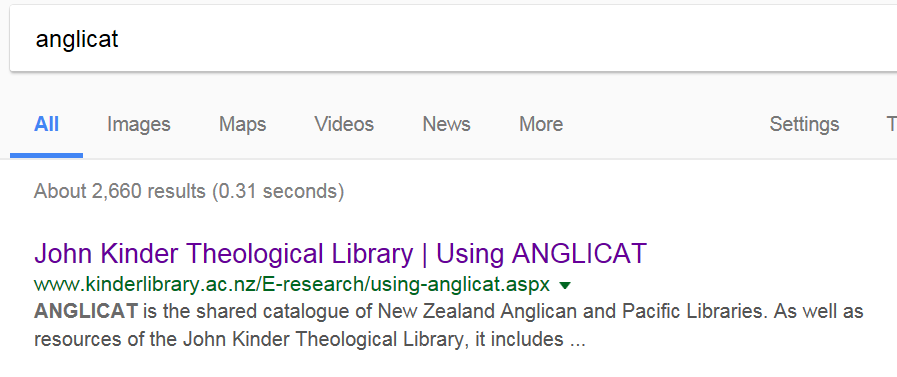 anglicat
All Images Maps Videos News More Settings
About 2,660 results (0.31 seconds)
John Kinder Theological Library | Using ANGLICAT
www.kinderlibrary.ac.nz/E-research/using-anglicat.aspx
ANGLICAT is the shared catalogue of New Zealand Anglican and Pacific Libraries. As well as
resources of the John Kinder Theological Library, it includes ...